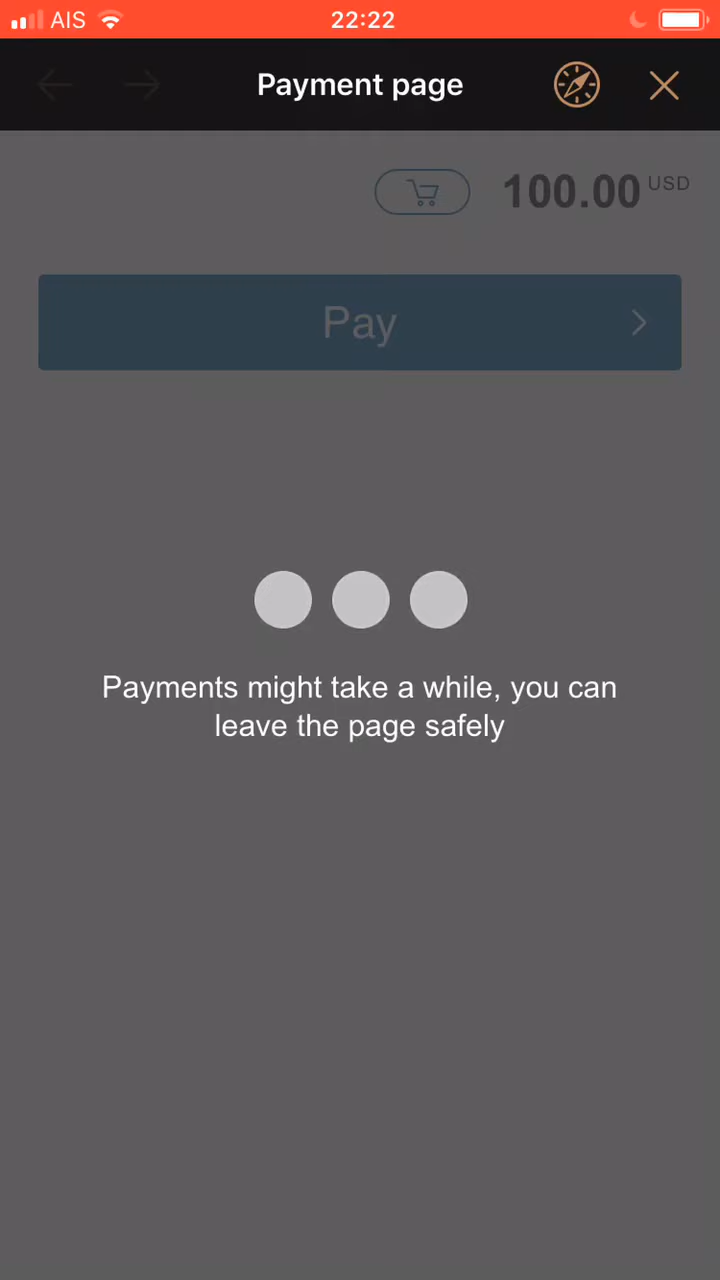 AIS 22:22
Payment page
100.00 USD
Pay
Payments might take a while, you can
leave the page safely